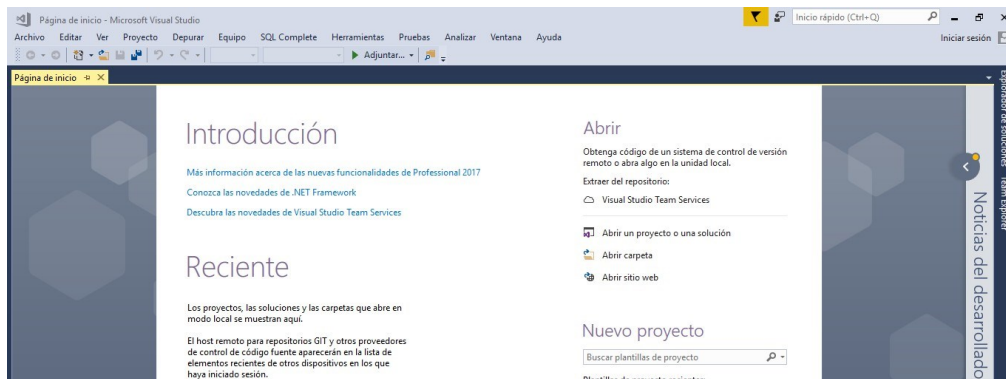 Página de inicio - Microsoft Visual Studio
Inicio rápido (Ctrl+Q)
Archivo Editar Ver Proyecto Depurar Equipo SQL Complete Herramientas Pruebas Analizar Ventana Ayuda
Iniciar sesión
Adjuntar...
Página de inicio
Introducción
Más información acerca de las nuevas funcionalidades de Professional 2017
Conozca las novedades de .NET Framework
Descubra las novedades de Visual Studio Team Services
Reciente
Los proyectos, las soluciones y las carpetas que abre en
modo local se muestran aquí.
El host remoto para repositorios GIT y otros proveedores
de control de código fuente aparecerán en la lista de
elementos recientes de otros dispositivos en los que
haya iniciado sesión.
Abrir
Obtenga código de un sistema de control de versión
remoto o abra algo en la unidad local.
Extraer del repositorio:
Visual Studio Team Services
Abrir un proyecto o una solución
Abrir carpeta
Abrir sitio web
Nuevo proyecto
Buscar plantillas de proyecto
Plantillas de proyecto recientes:
Noticias del desarrollado
Explorador de soluciones
Team Explorer